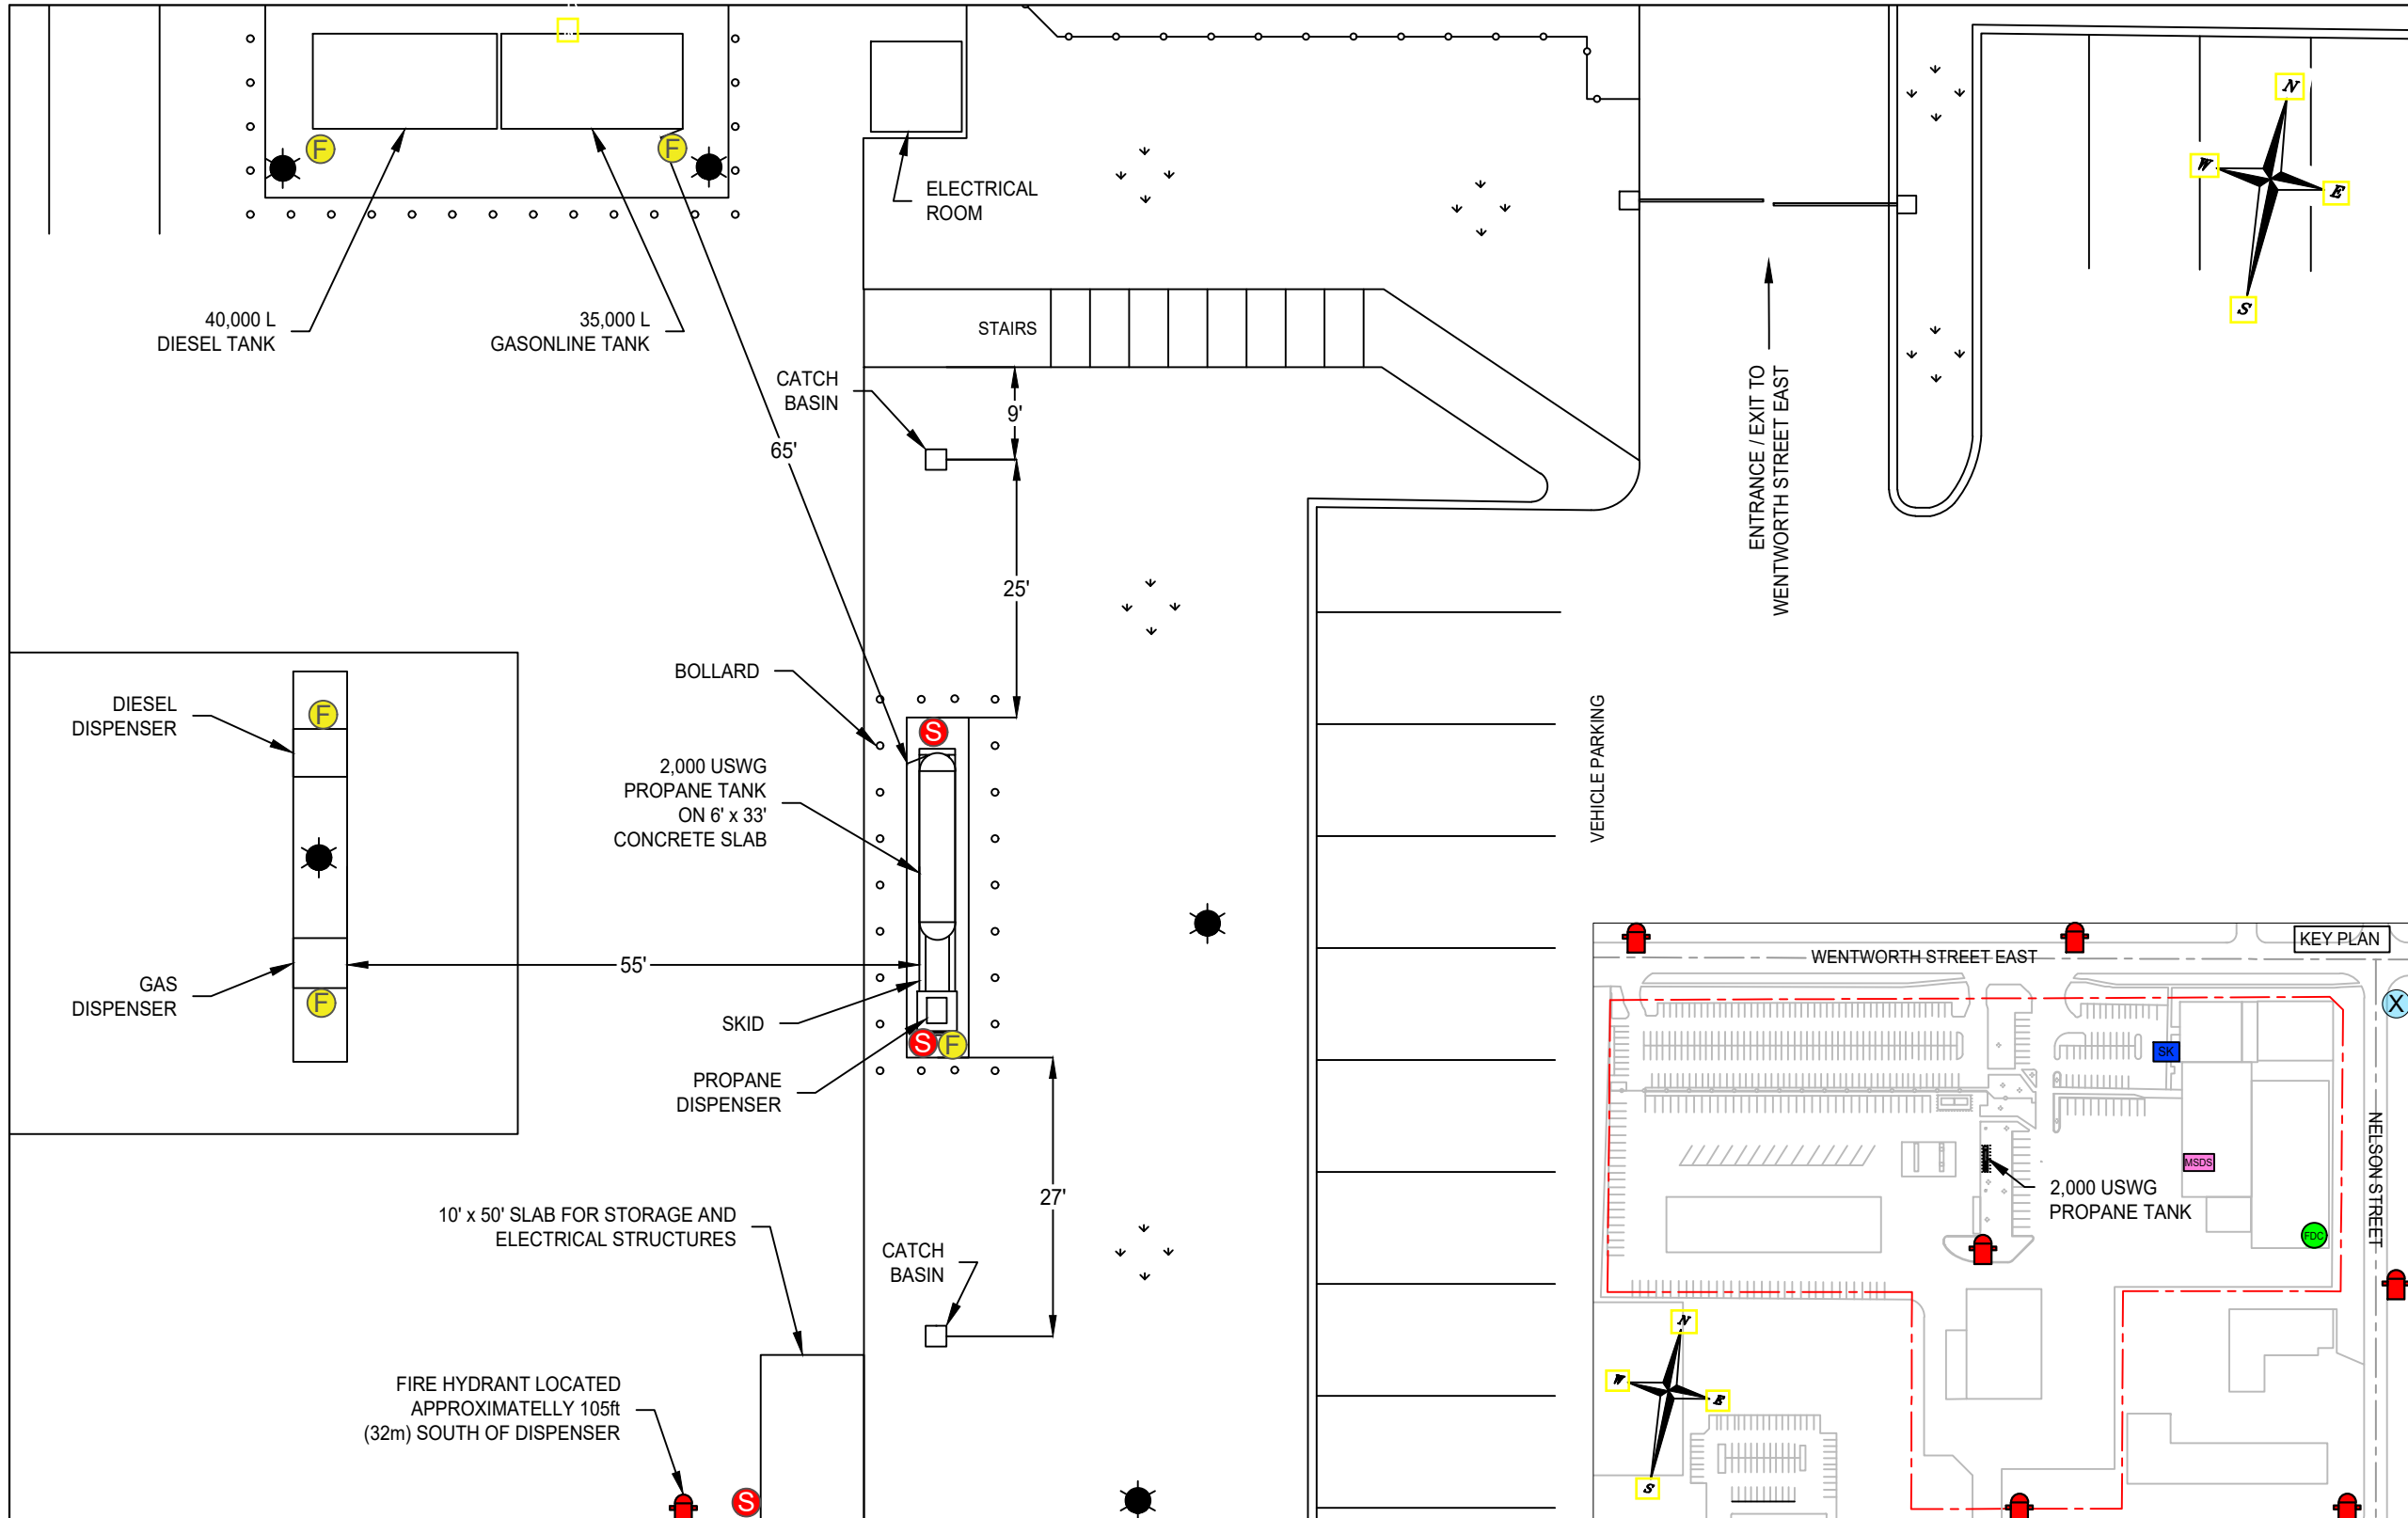 F
F
N
W
E
S
ELECTRICAL
ROOM
40,000 L
DIESEL TANK
35,000 L
GASONLINE TANK
STAIRS
CATCH
BASIN
9'
65'
ENTRANCE / EXIT TO
WENTWORTH STREET EAST
25'
BOLLARD
DIESEL
DISPENSER
F
S
2,000 USWG
PROPANE TANK
ON 6' x 33'
CONCRETE SLAB
VEHICLE PARKING
55'
GAS
DISPENSER
F
SKID
S
F
PROPANE
DISPENSER
27'
10' x 50' SLAB FOR STORAGE AND
ELECTRICAL STRUCTURES
CATCH
BASIN
FIRE HYDRANT LOCATED
APPROXIMATELLY 105ft
(32m) SOUTH OF DISPENSER
S
KEY PLAN
WENTWORTH STREET EAST
X
SK
MSDS
NELSON STREET
2,000 USWG
PROPANE TANK
FDC
N
W
E
S